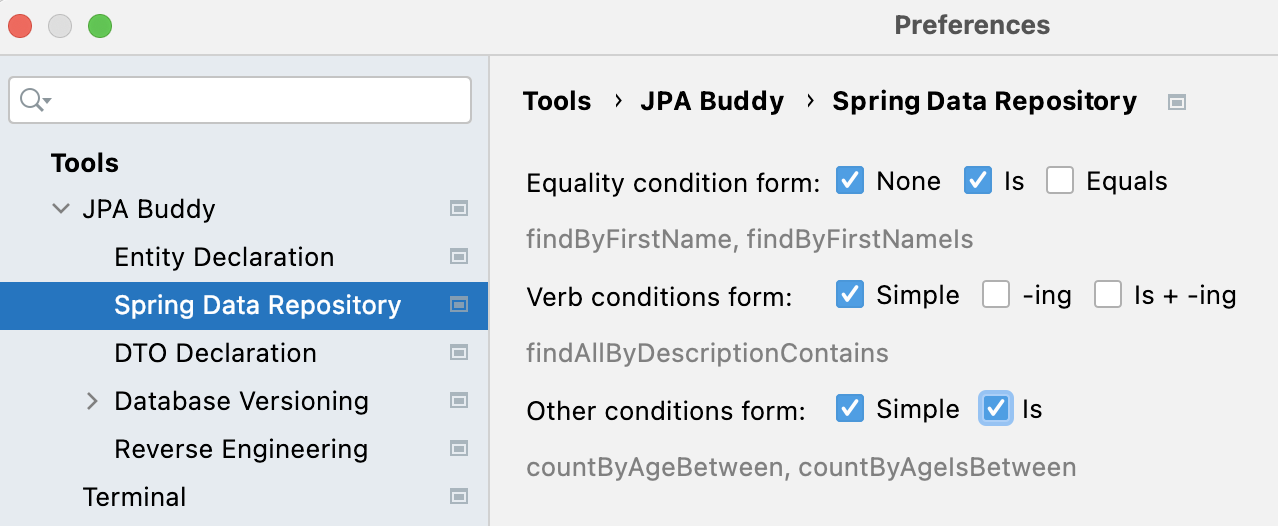 Preferences
Tools
JPA Buddy
Entity Declaration
Spring Data Repository
DTO Declaration
Database Versioning
Reverse Engineering
Terminal
Tools › JPA Buddy › Spring Data Repository
Equality condition form: None Is Equals
findByFirstName, findByFirstNameIs
Verb conditions form: Simple -ing Is + -ing
findAllByDescriptionContains
Other conditions form: Simple Is
countByAgeBetween, countByAgeIsBetween